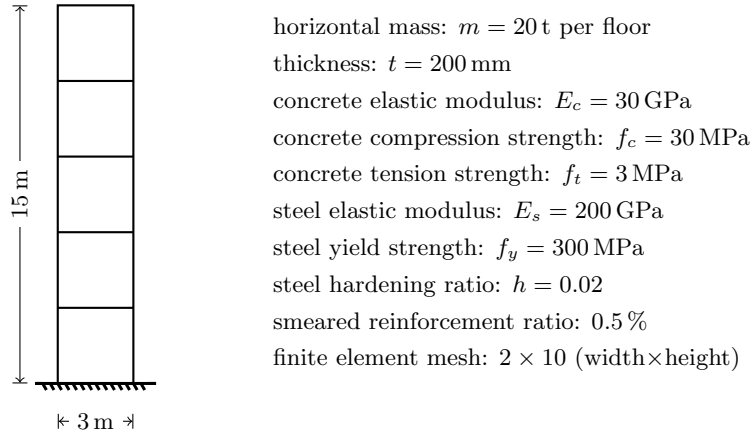 horizontal mass: m = 20 t per floor
thickness: t = 200 mm
concrete elastic modulus: E_c = 30 GPa
concrete compression strength: f_c = 30 MPa
concrete tension strength: f_t = 3 MPa
steel elastic modulus: E_s = 200 GPa
steel yield strength: f_y = 300 MPa
steel hardening ratio: h = 0.02
smeared reinforcement ratio: 0.5 %
finite element mesh: 2 × 10 (width×height)
15 m
3 m